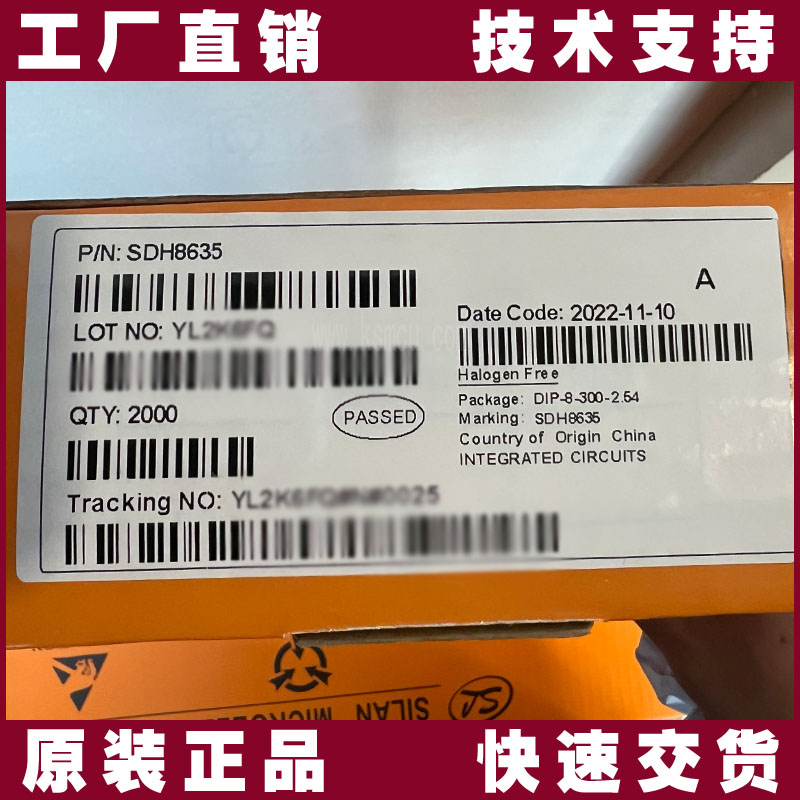 工厂直销
技术支持
P/N: SDH8635
A
LOT NO: YL2K6FQ
Date Code: 2022-11-10
Halogen Free
QTY: 2000
PASSED
Package: DIP-8-300-2.54
Marking: SDH8635
Country of Origin China
INTEGRATED CIRCUITS
Tracking NO:
SILAN
原装正品
快速交货